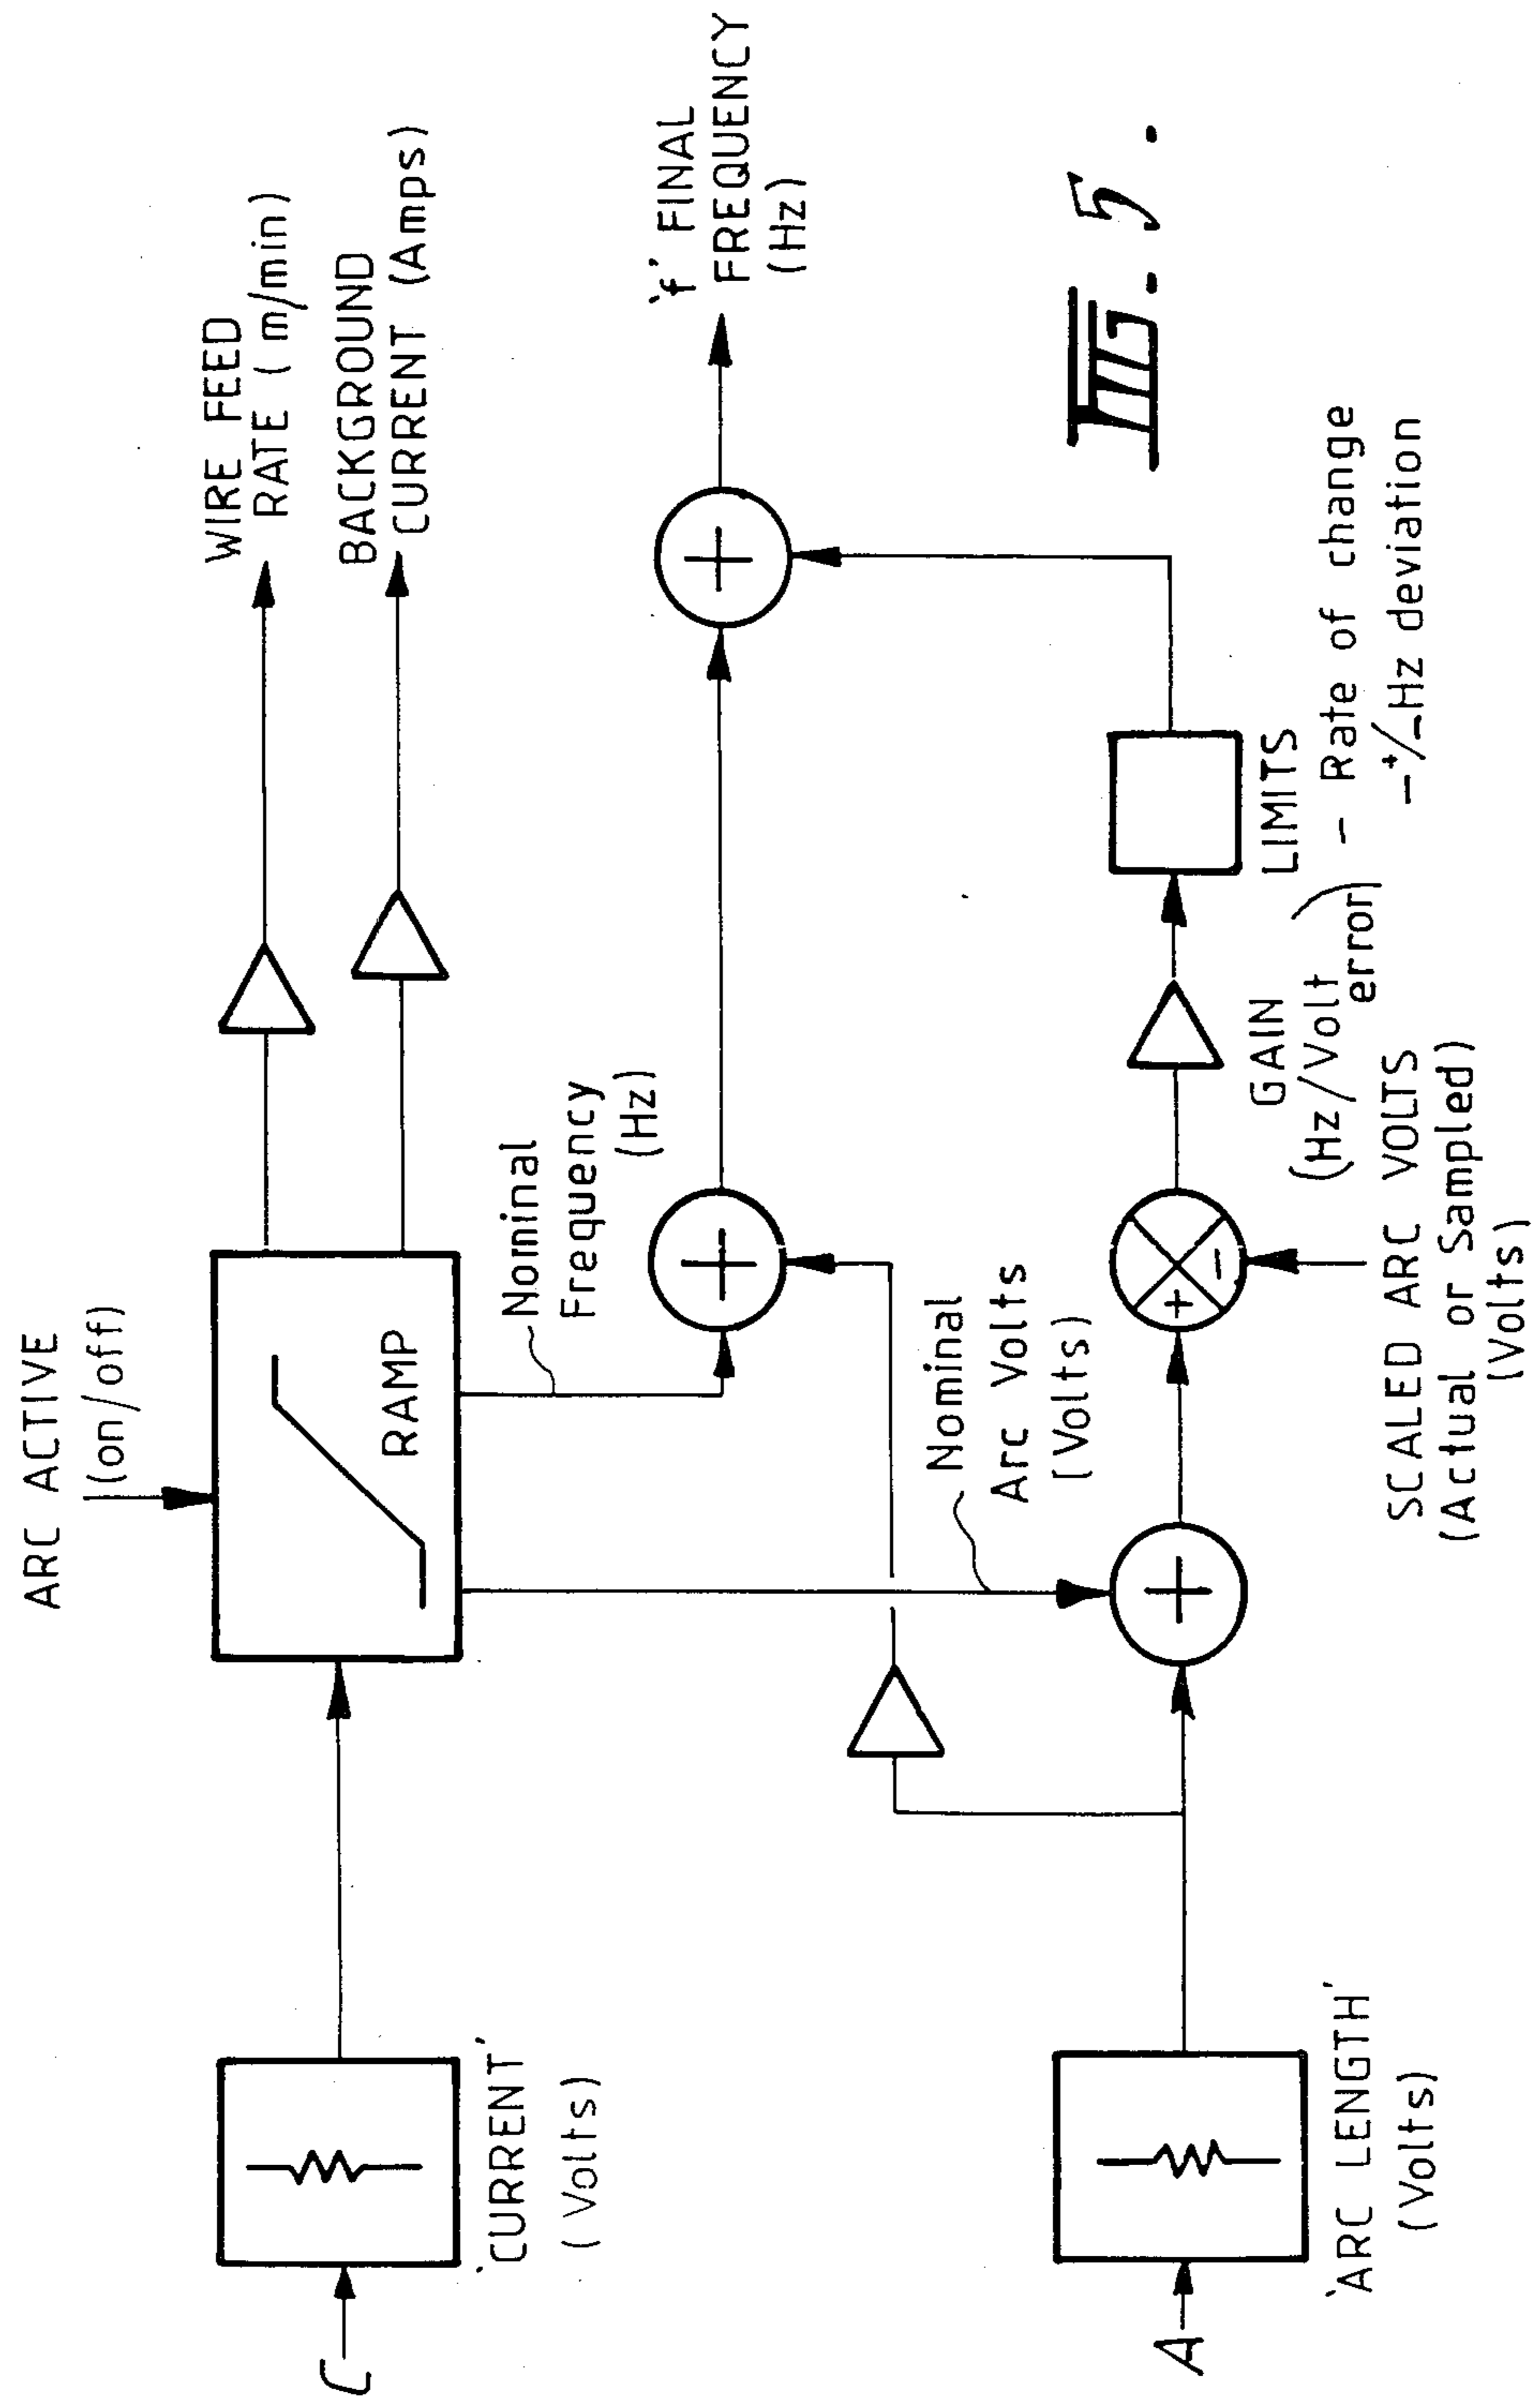 ARC ACTIVE
(on/off)
WIRE FEED
RATE (m/min)
BACKGROUND
CURRENT (Amps)
RAMP
C
'CURRENT'
(Volts)
Nominal
Frequency
(Hz)
+
+
'f' FINAL
FREQUENCY
(Hz)
Nominal
Arc Volts
(Volts)
A
'ARC LENGTH'
(Volts)
+
+
−
GAIN
(Hz/Volt
error)
LIMITS
- Rate of change
-+/-Hz deviation
SCALED ARC VOLTS
(Actual or Sampled)
(Volts)
FIG. 5.